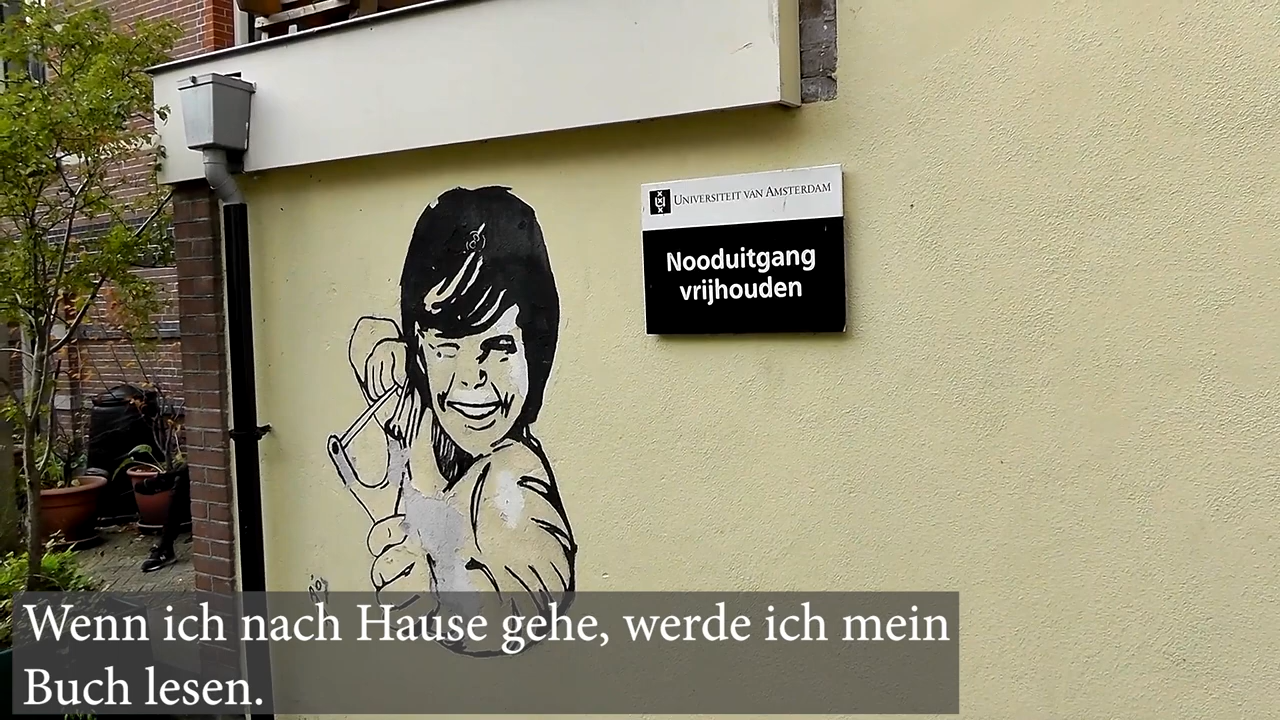 UNIVERSITEIT VAN AMSTERDAM
Nooduitgang
vrijhouden
Wenn ich nach Hause gehe, werde ich mein
Buch lesen.